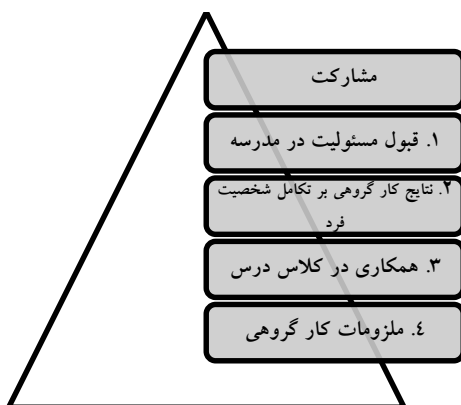 مشارکت
۱. قبول مسئولیت در مدرسه
۲. نتایج کار گروهی بر تکامل شخصیت
فرد
۳. همکاری در کلاس درس
٤. ملزومات کار گروهی